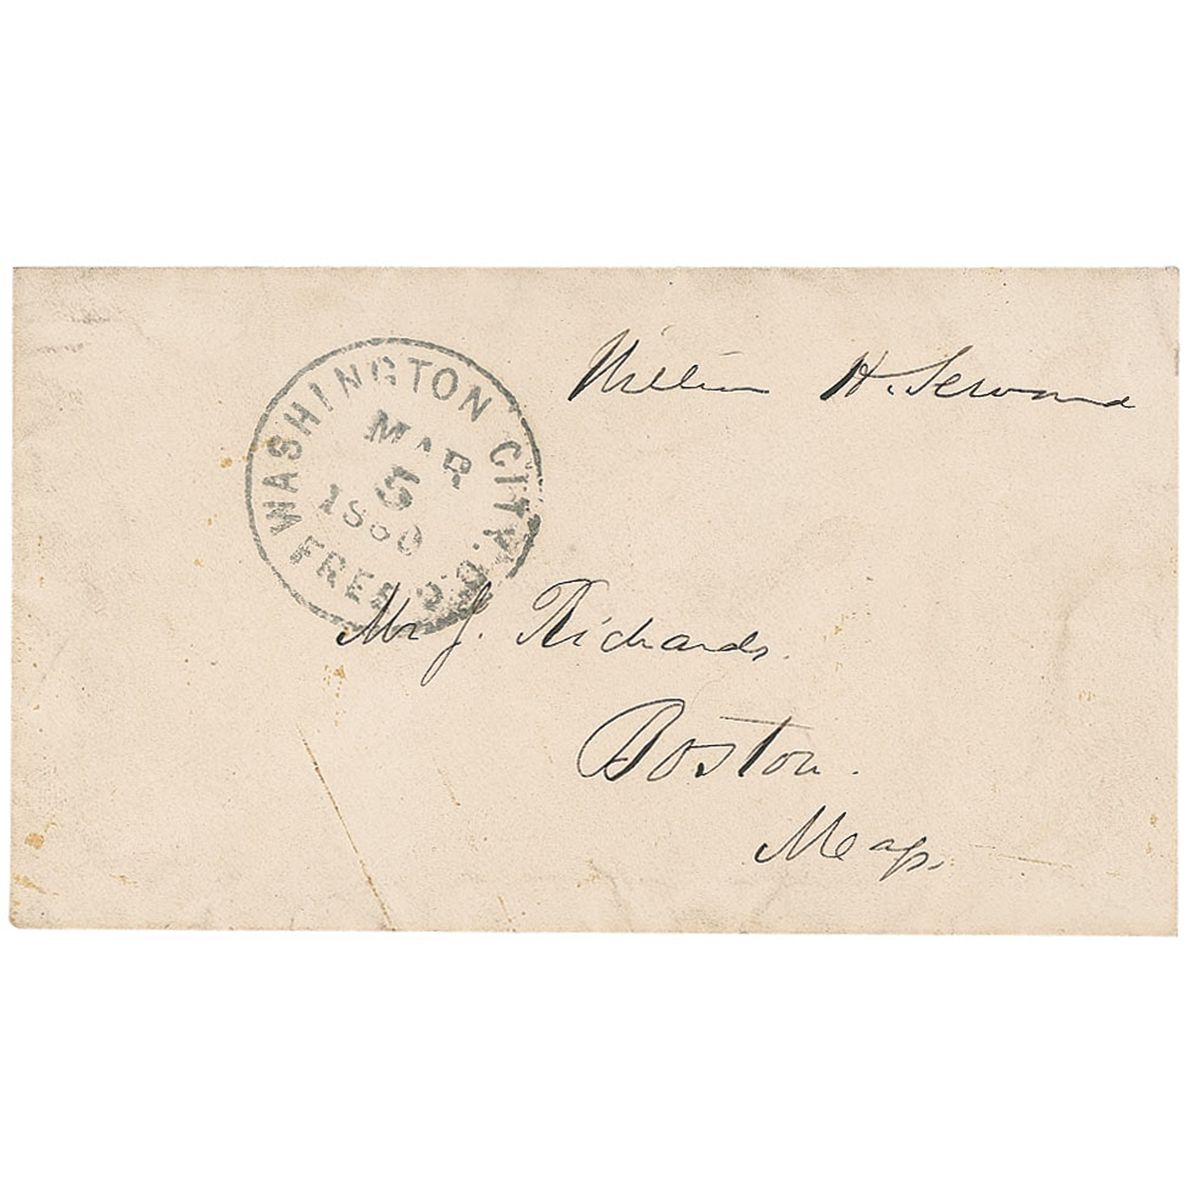 William H. Seward
WASHINGTON CITY. D.C.
MAR
5
1860
FREE
Mr J. Richards.
Boston.
Mass.